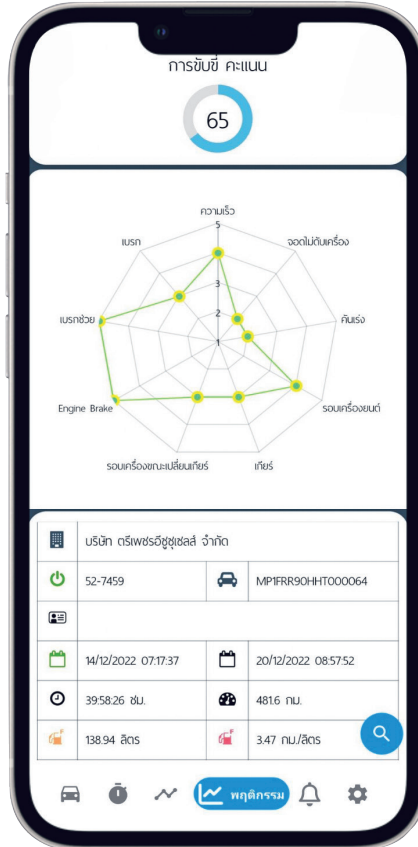 การขับขี่ คะแนน
65
ความเร็ว
5
เบรก
จอดไม่ดับเครื่อง
3
เบรกช่วย
2
คันเร่ง
1
Engine Brake
รอบเครื่องยนต์
รอบเครื่องขณะเปลี่ยนเกียร์
เกียร์
บริษัท ตรีเพชรอีซูซุเซลส์ จำกัด
52-7459
MP1FRR90HHT000064
14/12/2022 07:17:37
20/12/2022 08:57:52
39:58:26 ชม.
481.6 กม.
138.94 ลิตร
3.47 กม./ลิตร
พฤติกรรม